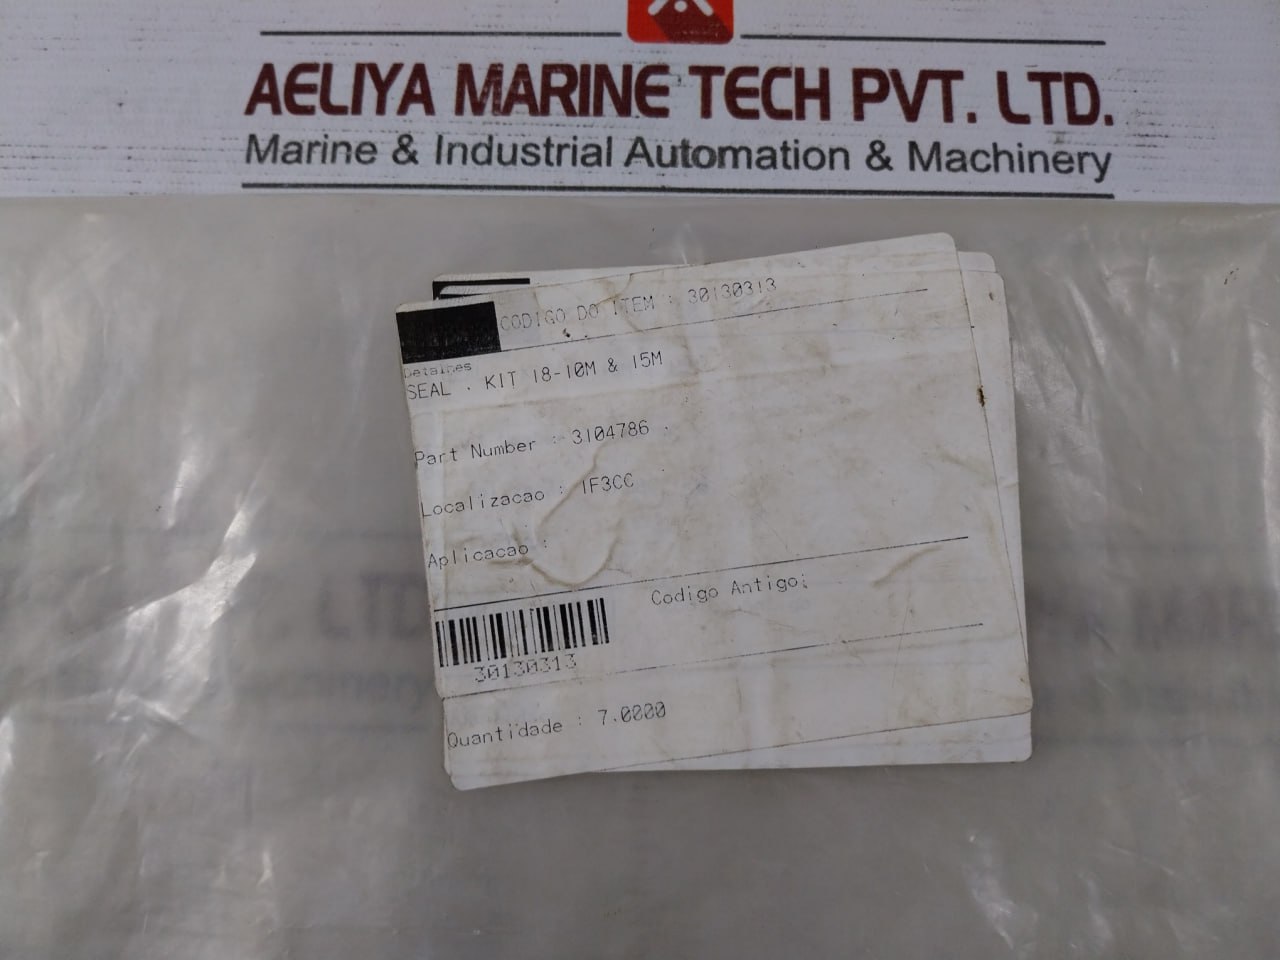 AELIYA MARINE TECH PVT. LTD.
Marine & Industrial Automation & Machinery
CODIGO DO ITEM : 30130313
Detalhes
SEAL . KIT 18-10M & 15M
Part Number : 3104786
Localizacao : 1F3CC
Aplicacao :
Codigo Antigo:
30130313
Quantidade : 7.0000